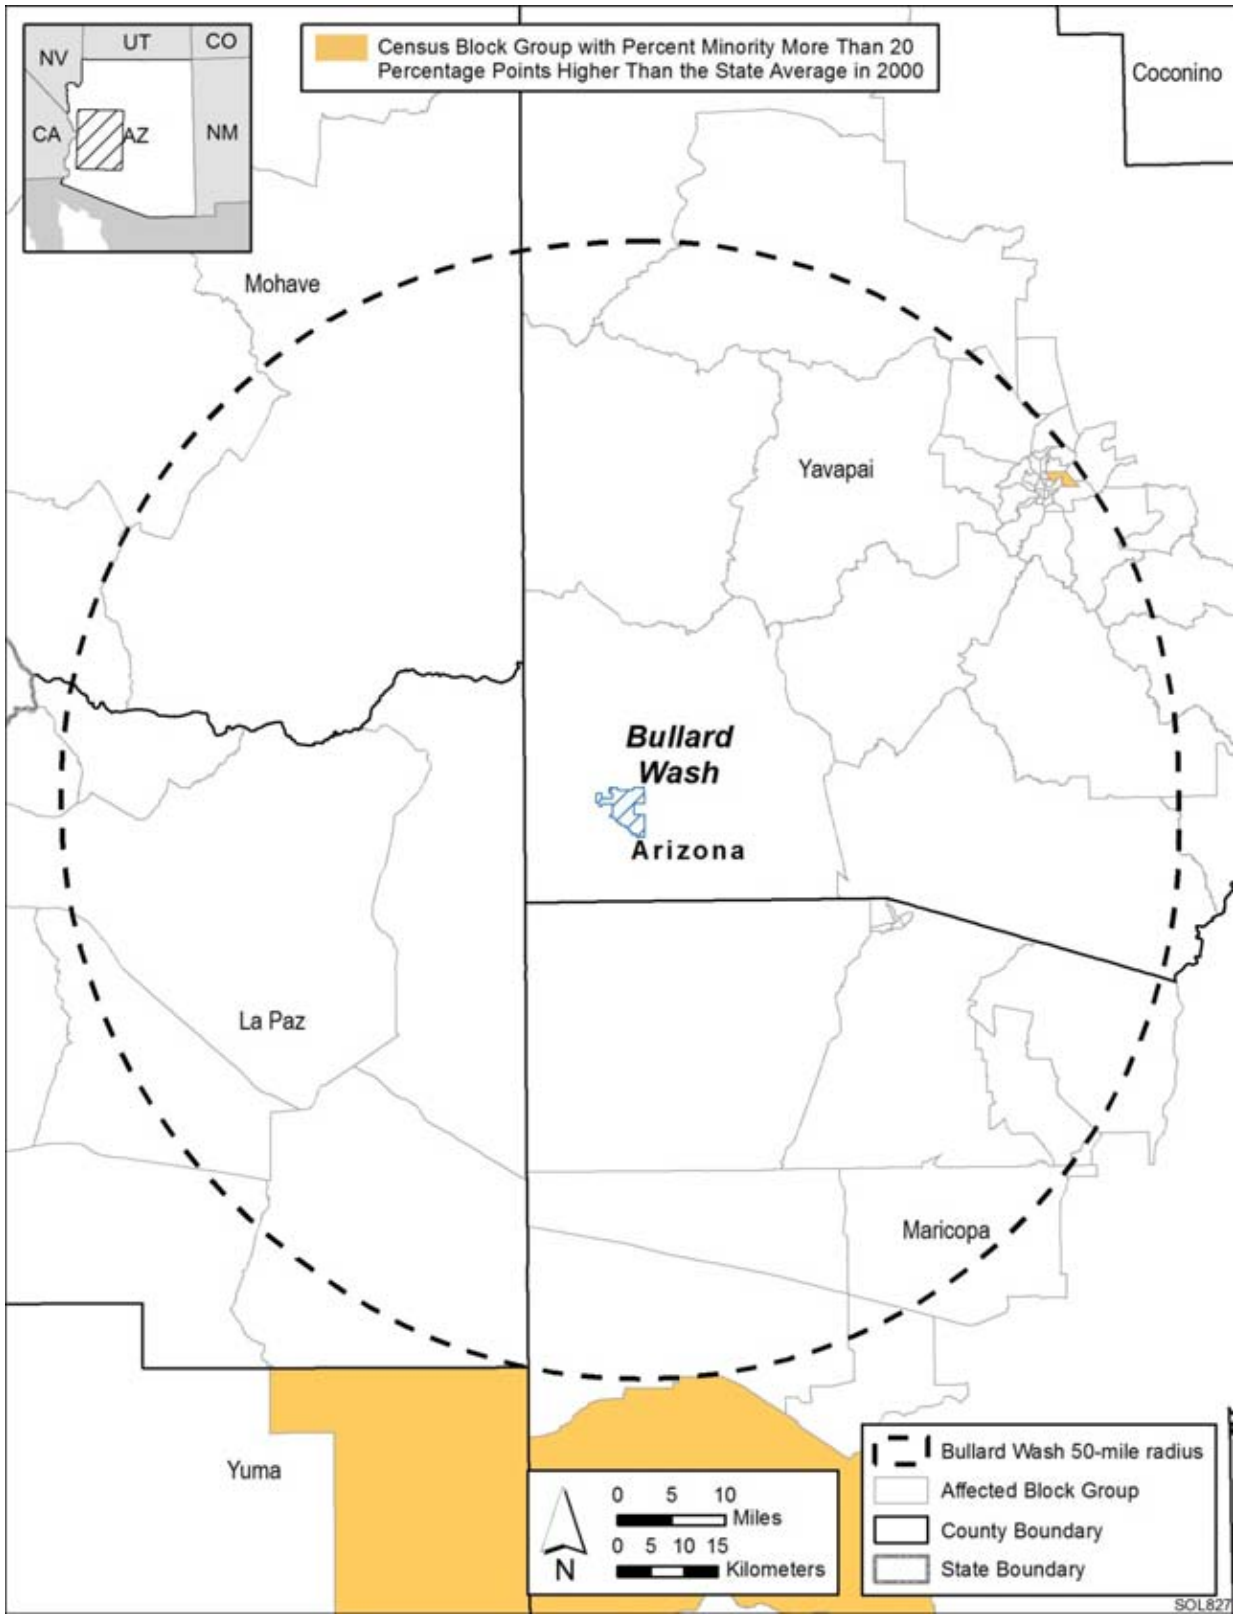 NV
UT
CO
CA
AZ
NM
Census Block Group with Percent Minority More Than 20
Percentage Points Higher Than the State Average in 2000
Coconino
Mohave
Yavapai
Bullard
Wash
Arizona
La Paz
Maricopa
Yuma
N
0 5 10
Miles
0 5 10 15
Kilometers
Bullard Wash 50-mile radius
Affected Block Group
County Boundary
State Boundary
SOL827